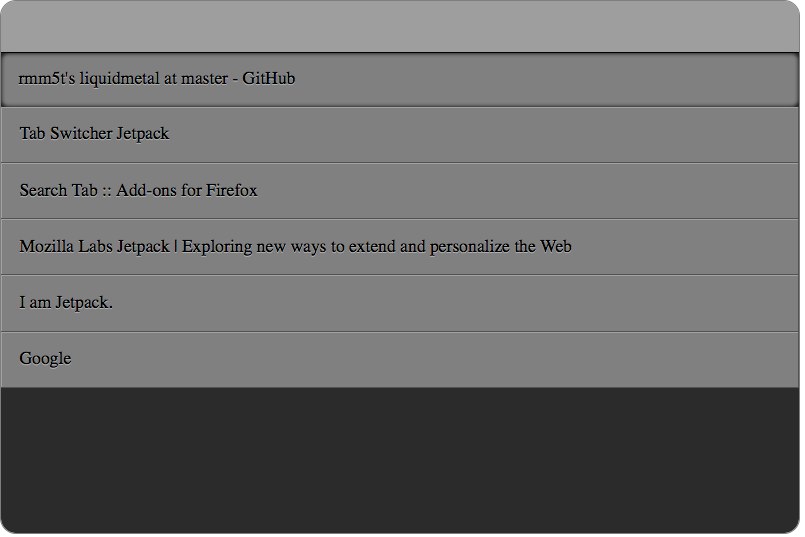 rmm5t's liquidmetal at master - GitHub
Tab Switcher Jetpack
Search Tab :: Add-ons for Firefox
Mozilla Labs Jetpack | Exploring new ways to extend and personalize the Web
I am Jetpack.
Google